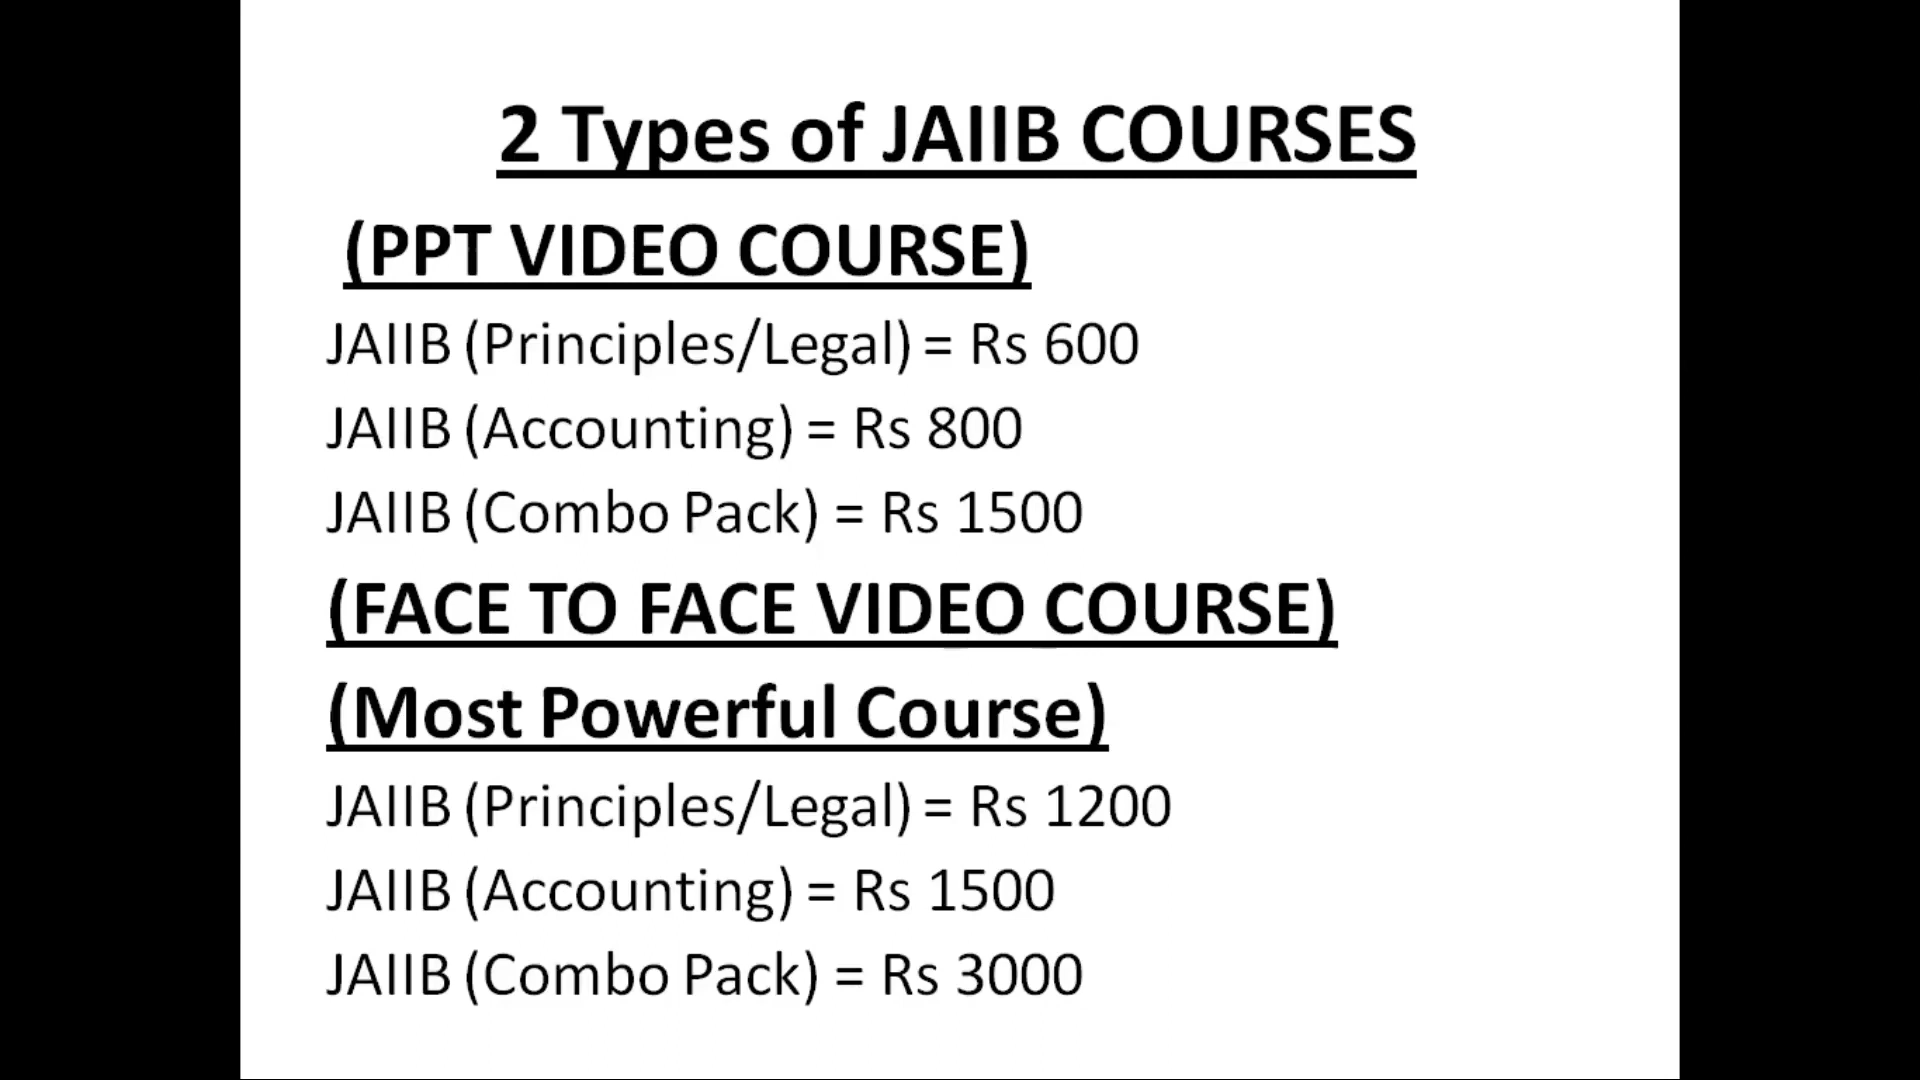 2 Types of JAIIB COURSES
(PPT VIDEO COURSE)
JAIIB (Principles/Legal) = Rs 600
JAIIB (Accounting) = Rs 800
JAIIB (Combo Pack) = Rs 1500
(FACE TO FACE VIDEO COURSE)
(Most Powerful Course)
JAIIB (Principles/Legal) = Rs 1200
JAIIB (Accounting) = Rs 1500
JAIIB (Combo Pack) = Rs 3000